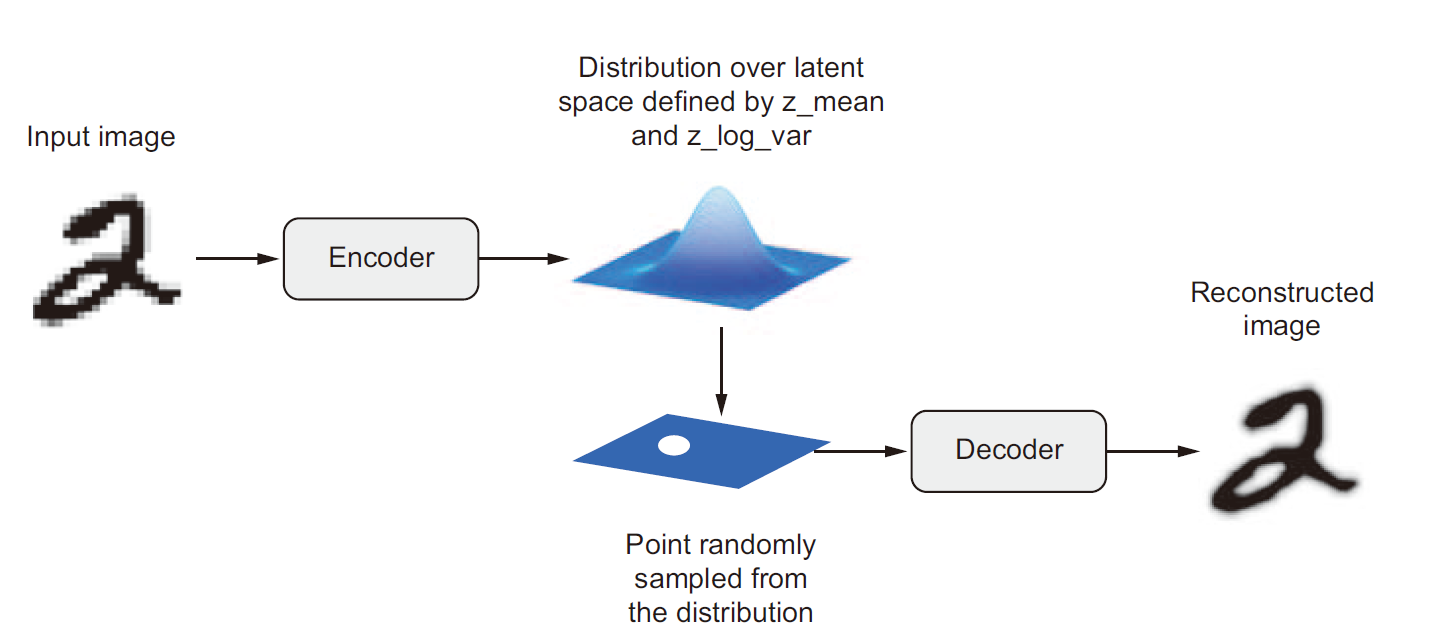 Distribution over latent
space defined by z_mean
and z_log_var
Input image
Encoder
Reconstructed
image
Decoder
Point randomly
sampled from
the distribution